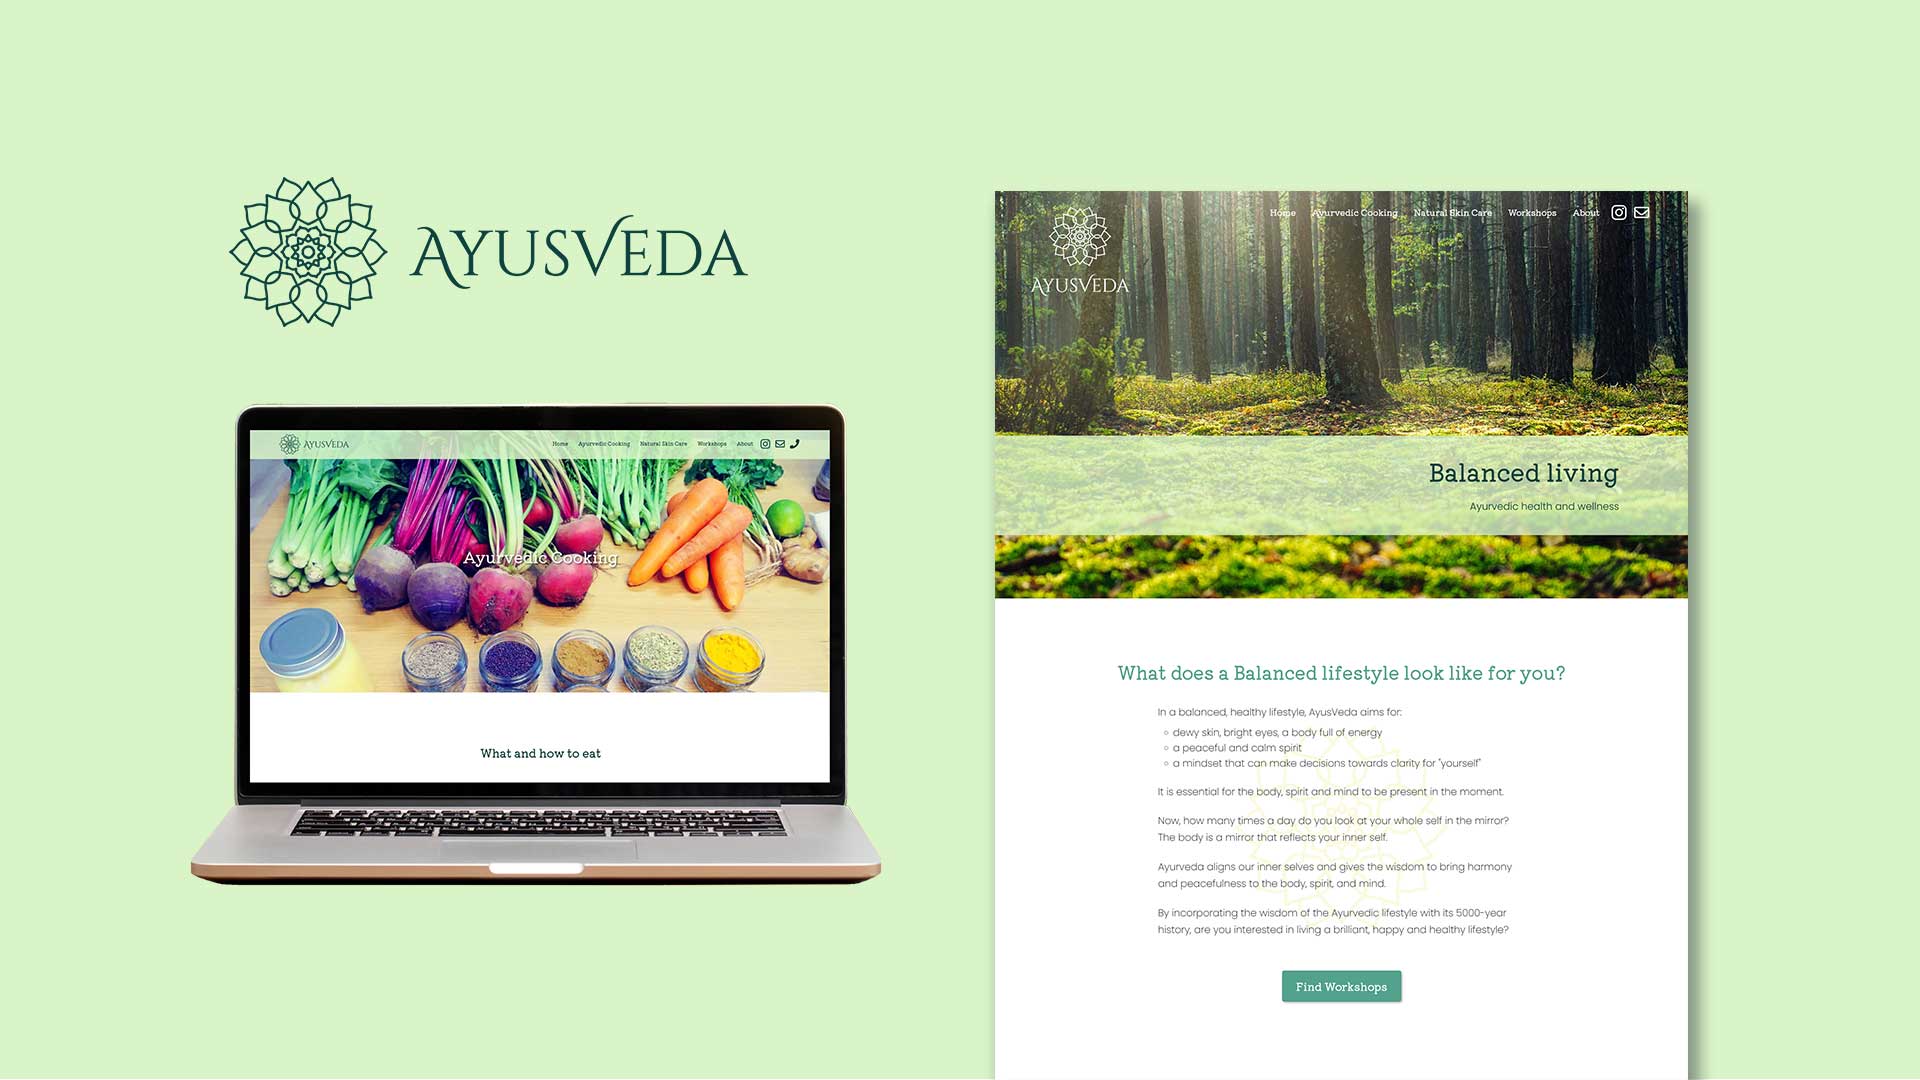 AYUSVEDA
AYUSVEDA
Home Ayurvedic Cooking Natural Skin Care Workshops About
Ayurvedic Cooking
What and how to eat
Home Ayurvedic Cooking Natural Skin Care Workshops About
AYUSVEDA
Balanced living
Ayurvedic health and wellness
What does a Balanced lifestyle look like for you?
In a balanced, healthy lifestyle, AyusVeda aims for:
dewy skin, bright eyes, a body full of energy
a peaceful and calm spirit
a mindset that can make decisions towards clarity for "yourself"
It is essential for the body, spirit and mind to be present in the moment.
Now, how many times a day do you look at your whole self in the mirror?
The body is a mirror that reflects your inner self.
Ayurveda aligns our inner selves and gives the wisdom to bring harmony
and peacefulness to the body, spirit, and mind.
By incorporating the wisdom of the Ayurvedic lifestyle with its 5000-year
history, are you interested in living a brilliant, happy and healthy lifestyle?
Find Workshops